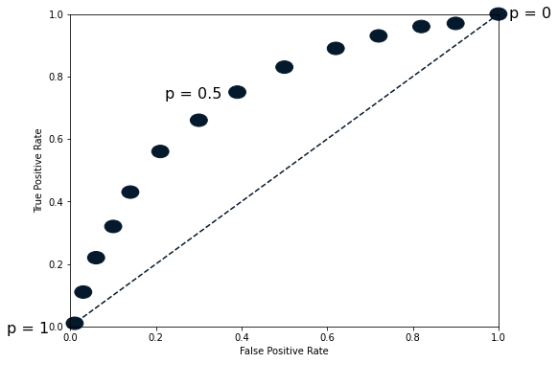 1.0
p = 0
0.8
p = 0.5
0.6
True Positive Rate
0.4
0.2
p = 1
0.0
0.0 0.2 0.4 0.6 0.8 1.0
False Positive Rate